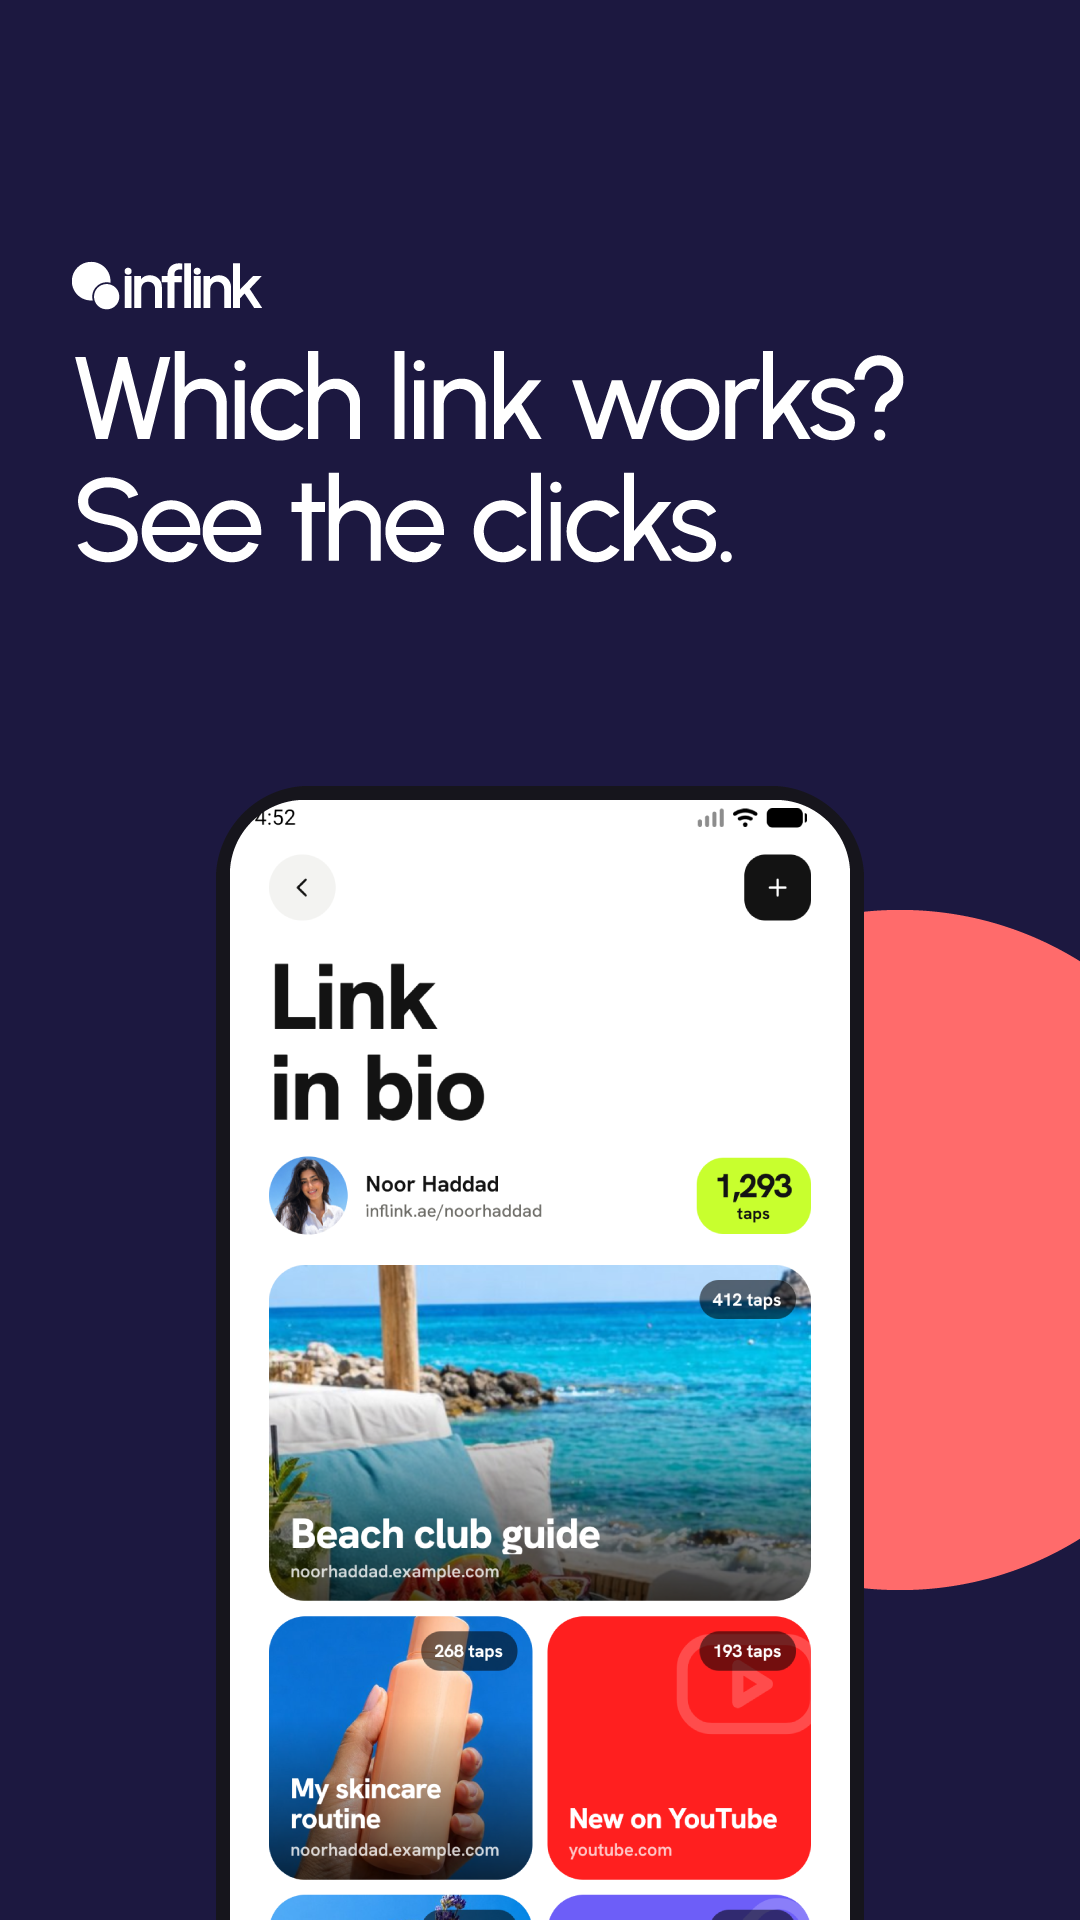 inflink
Which link works?
See the clicks.
4:52
Link
in bio
Noor Haddad
inflink.ae/noorhaddad
1,293
taps
412 taps
Beach club guide
noorhaddad.example.com
268 taps
My skincare
routine
noorhaddad.example.com
193 taps
New on YouTube
youtube.com